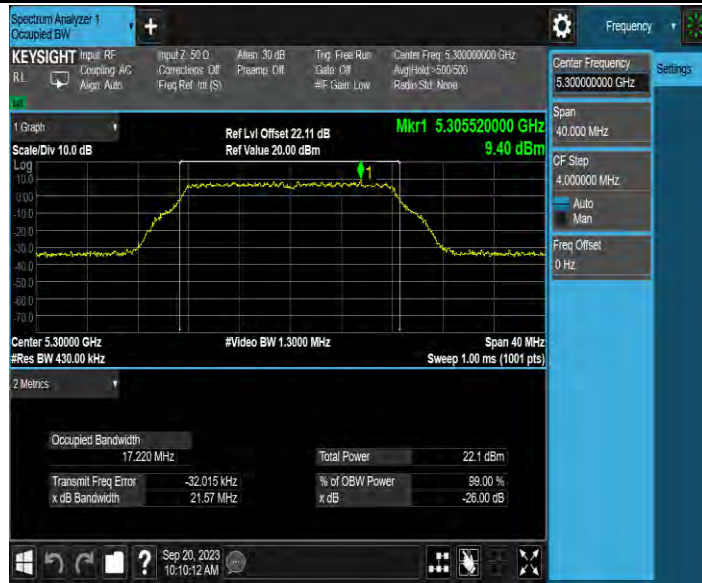 Spectrum Analyzer 1
Occupied BW
+
Frequency
KEYSIGHT Input: RF
Coupling: AC
Align: Auto
RL
Input Z: 50 Ω
Corrections: Off
Freq Ref: Int (S)
Atten: 30 dB
Preamp: Off
Trig: Free Run
Gate: Off
#IF Gain: Low
Center Freq: 5.300000000 GHz
Avg|Hold:>500/500
Radio Std: None
Center Frequency
5.300000000 GHz
Settings
Span
40.000 MHz
CF Step
4.000000 MHz
Auto
Man
Freq Offset
0 Hz
1 Graph
Scale/Div 10.0 dB
Ref Lvl Offset 22.11 dB
Ref Value 20.00 dBm
Mkr1 5.305520000 GHz
9.40 dBm
Log
10.0
0.00
-10.0
-20.0
-30.0
-40.0
-50.0
-60.0
-70.0
1
Center 5.30000 GHz
#Res BW 430.00 kHz
#Video BW 1.3000 MHz
Span 40 MHz
Sweep 1.00 ms (1001 pts)
2 Metrics
Occupied Bandwidth
17.220 MHz
Total Power 22.1 dBm
Transmit Freq Error -32.015 kHz
% of OBW Power 99.00 %
x dB Bandwidth 21.57 MHz
x dB -26.00 dB
?
Sep 20, 2023
10:10:12 AM